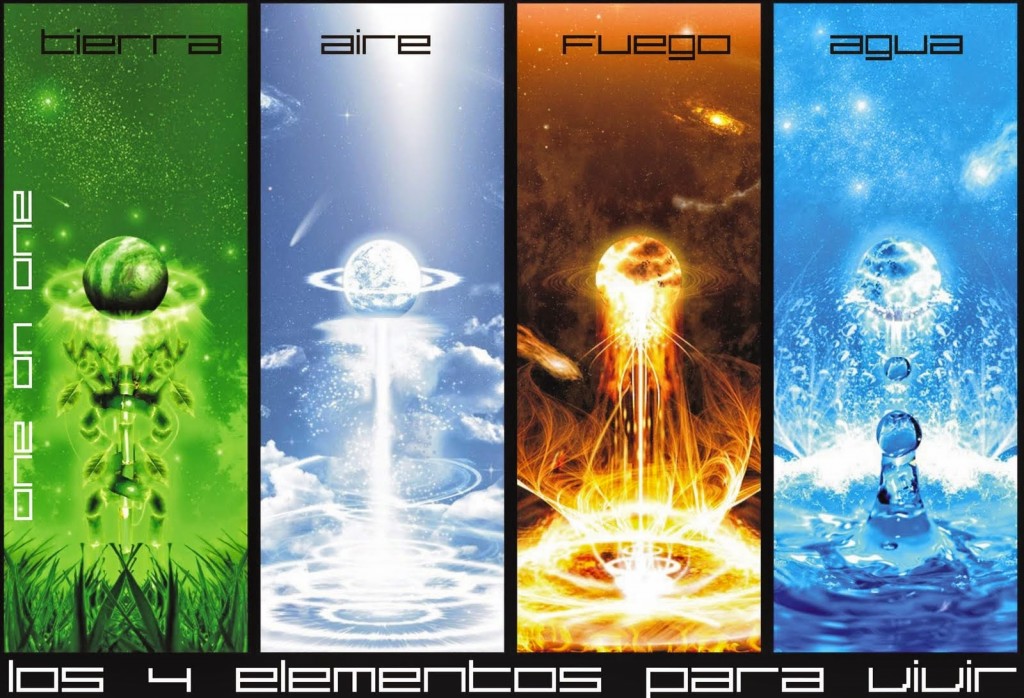 tierra
aire
fuego
agua
one on one
los 4 elementos para vivir